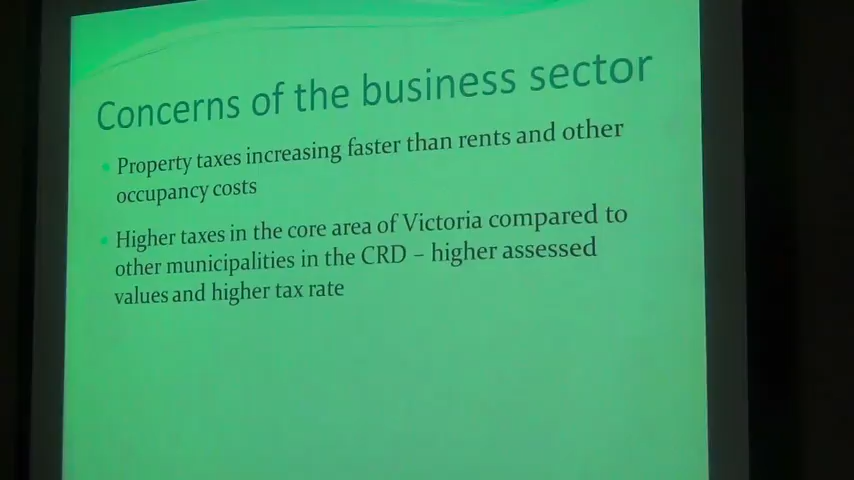 Concerns of the business sector
Property taxes increasing faster than rents and other
occupancy costs
Higher taxes in the core area of Victoria compared to
other municipalities in the CRD – higher assessed
values and higher tax rate